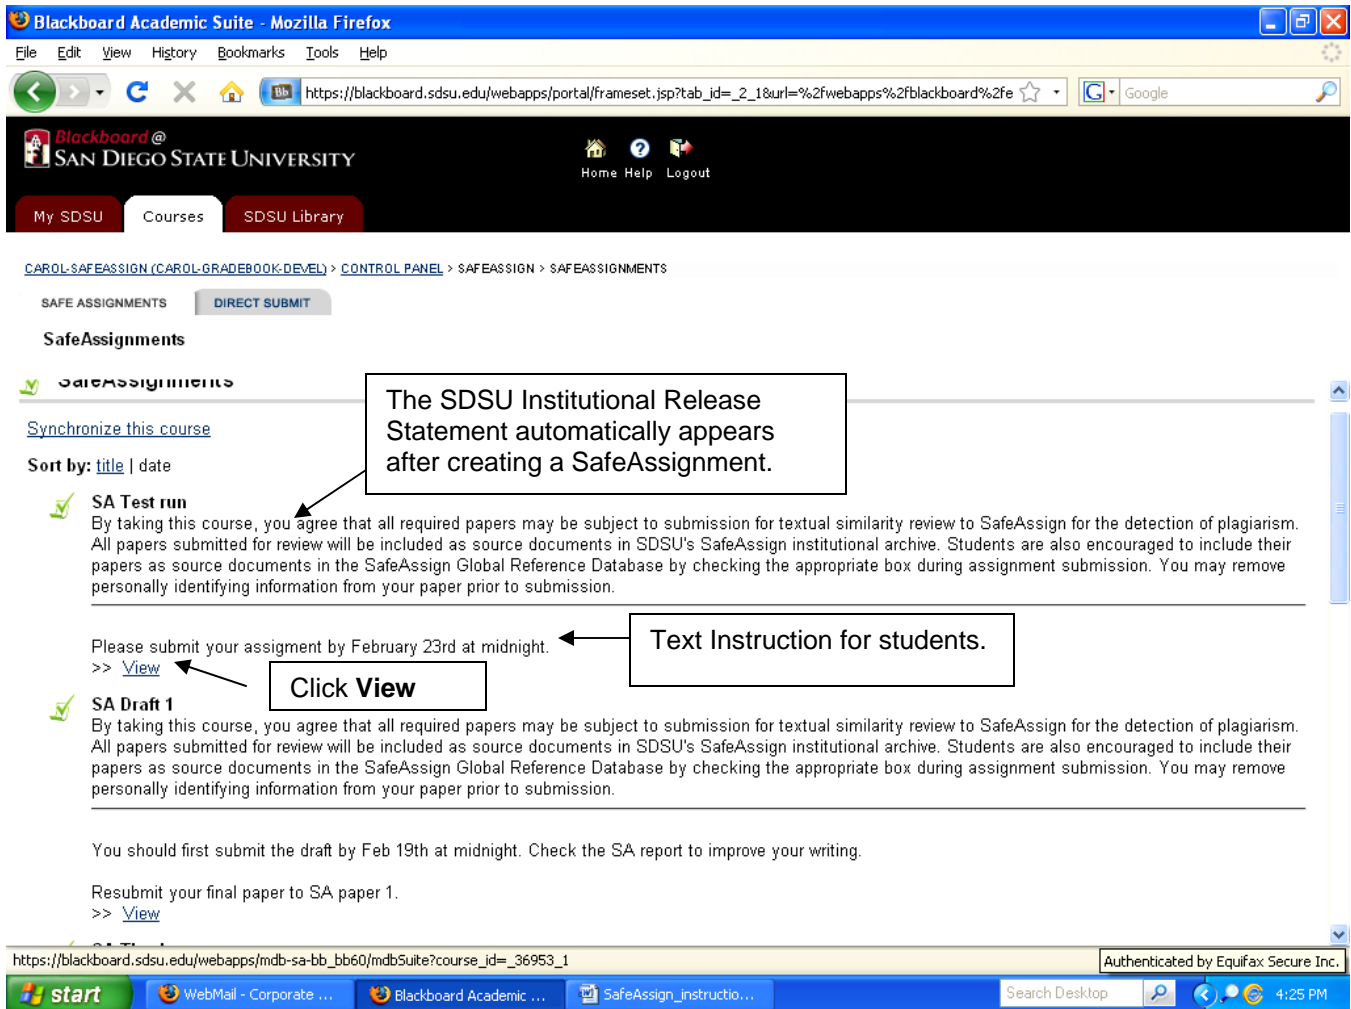 Blackboard Academic Suite - Mozilla Firefox
File Edit View History Bookmarks Tools Help
Bb https://blackboard.sdsu.edu/webapps/portal/frameset.jsp?tab_id=_2_1&url=%2fwebapps%2fblackboard%2fe G Google
Blackboard @
SAN DIEGO STATE UNIVERSITY
Home Help Logout
My SDSU Courses SDSU Library
CAROL-SAFEASSIGN (CAROL-GRADEBOOK-DEVEL) > CONTROL PANEL > SAFEASSIGN > SAFEASSIGNMENTS
SAFE ASSIGNMENTS DIRECT SUBMIT
SafeAssignments
SafeAssignments
The SDSU Institutional Release
Statement automatically appears
after creating a SafeAssignment.
Synchronize this course
Sort by: title | date
SA Test run
By taking this course, you agree that all required papers may be subject to submission for textual similarity review to SafeAssign for the detection of plagiarism.
All papers submitted for review will be included as source documents in SDSU's SafeAssign institutional archive. Students are also encouraged to include their
papers as source documents in the SafeAssign Global Reference Database by checking the appropriate box during assignment submission. You may remove
personally identifying information from your paper prior to submission.
Please submit your assigment by February 23rd at midnight.
Text Instruction for students.
>> View
Click View
SA Draft 1
By taking this course, you agree that all required papers may be subject to submission for textual similarity review to SafeAssign for the detection of plagiarism.
All papers submitted for review will be included as source documents in SDSU's SafeAssign institutional archive. Students are also encouraged to include their
papers as source documents in the SafeAssign Global Reference Database by checking the appropriate box during assignment submission. You may remove
personally identifying information from your paper prior to submission.
You should first submit the draft by Feb 19th at midnight. Check the SA report to improve your writing.
Resubmit your final paper to SA paper 1.
>> View
https://blackboard.sdsu.edu/webapps/mdb-sa-bb_bb60/mdbSuite?course_id=_36953_1
Authenticated by Equifax Secure Inc.
start WebMail - Corporate ... Blackboard Academic ... SafeAssign_instructio... Search Desktop 4:25 PM